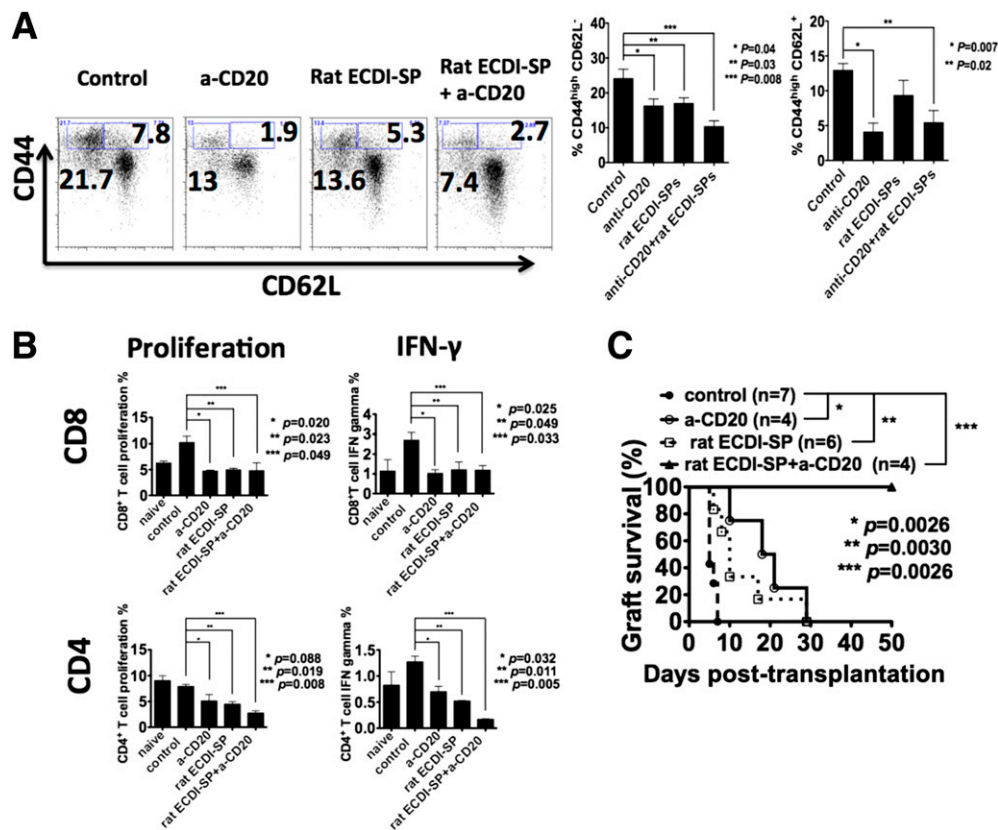 A
Control
a-CD20
Rat ECDI-SP
Rat ECDI-SP
+ a-CD20
CD44
7.8
21.7
1.9
13
5.3
13.6
2.7
7.4
CD62L
% CD44high CD62L-
40
30
20
10
0
Control
anti-CD20
rat ECDI-SPs
anti-CD20+rat ECDI-SPs
***
**
*
* P=0.04
** P=0.03
*** P=0.008
% CD44high CD62L+
20
15
10
5
0
Control
anti-CD20
rat ECDI-SPs
anti-CD20+rat ECDI-SPs
**
*
* P=0.007
** P=0.02
B
Proliferation
IFN-γ
CD8
CD8+ T cell proliferation %
15
10
5
0
naive
control
a-CD20
rat ECDI-SP
rat ECDI-SP+a-CD20
***
**
*
* p=0.020
** p=0.023
*** p=0.049
CD8+T cell IFN gamma %
4
3
2
1
0
naive
control
a-CD20
rat ECDI-SP
rat ECDI-SP+a-CD20
***
**
*
* p=0.025
** p=0.049
*** p=0.033
CD4
CD4+ T cell proliferation %
15
10
5
0
naive
control
a-CD20
rat ECDI-SP
rat ECDI-SP+a-CD20
***
**
*
* p=0.088
** p=0.019
*** p=0.008
CD4+ T cell IFN gamma %
1.5
1.0
0.5
0.0
naive
control
a-CD20
rat ECDI-SP
rat ECDI-SP+a-CD20
***
**
*
* p=0.032
** p=0.011
*** p=0.005
C
control (n=7)
a-CD20 (n=4)
rat ECDI-SP (n=6)
rat ECDI-SP+a-CD20 (n=4)
*
**
***
Graft survival (%)
100
80
60
40
20
0
0 10 20 30 40 50
Days post-transplantation
* p=0.0026
** p=0.0030
*** p=0.0026